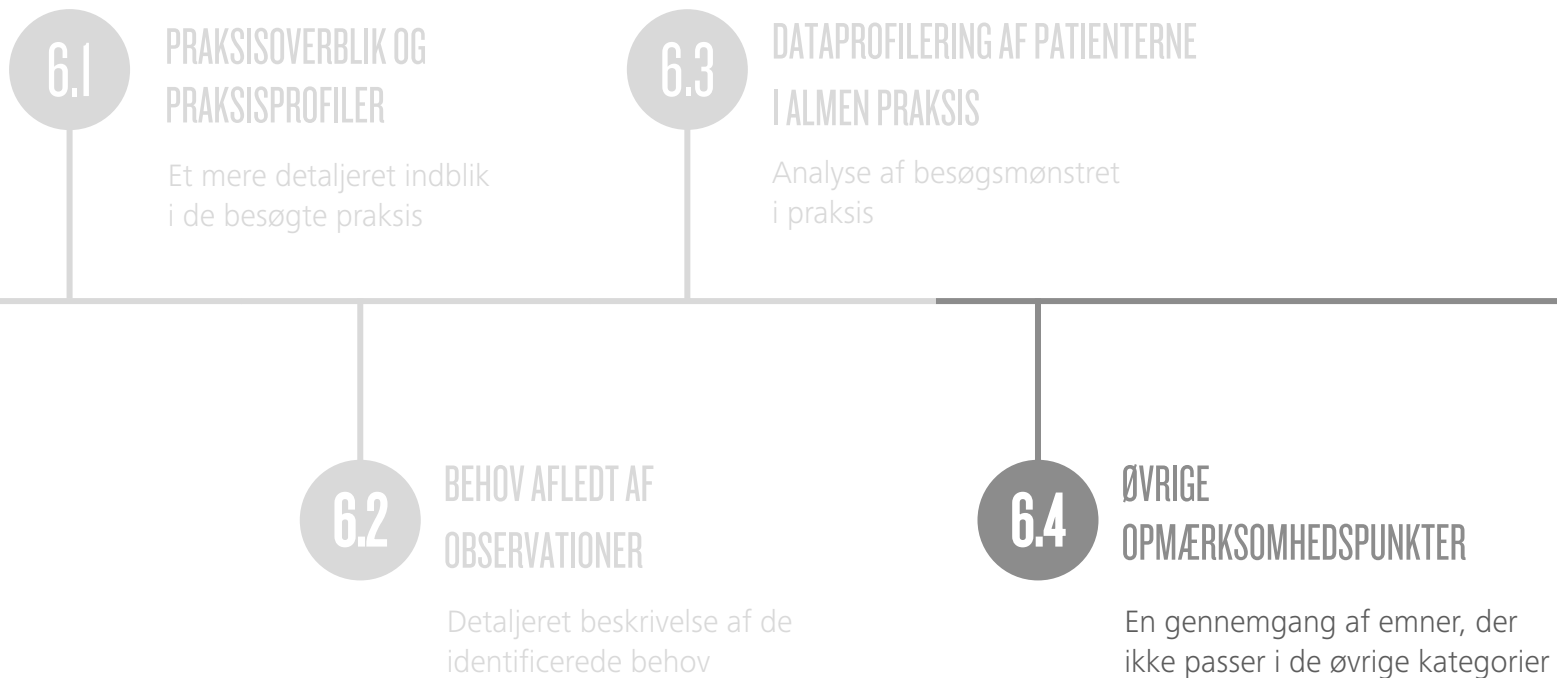 6.1
PRAKSISOVERBLIK OG
PRAKSISPROFILER
Et mere detaljeret indblik
i de besøgte praksis
6.2
BEHOV AFLEDT AF
OBSERVATIONER
Detaljeret beskrivelse af de
identificerede behov
6.3
DATAPROFILERING AF PATIENTERNE
I ALMEN PRAKSIS
Analyse af besøgsmønstret
i praksis
6.4
ØVRIGE
OPMÆRKSOMHEDSPUNKTER
En gennemgang af emner, der
ikke passer i de øvrige kategorier